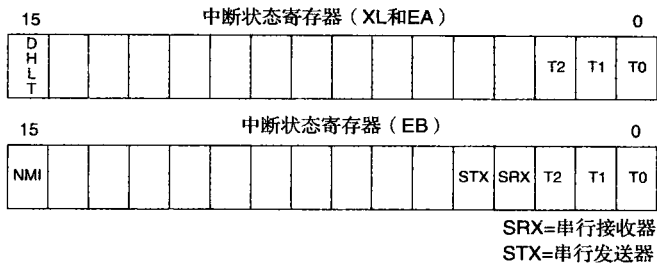 15 中断状态寄存器（XL和EA） 0
DHLT T2 T1 T0
15 中断状态寄存器（EB） 0
NMI STX SRX T2 T1 T0
SRX=串行接收器
STX=串行发送器